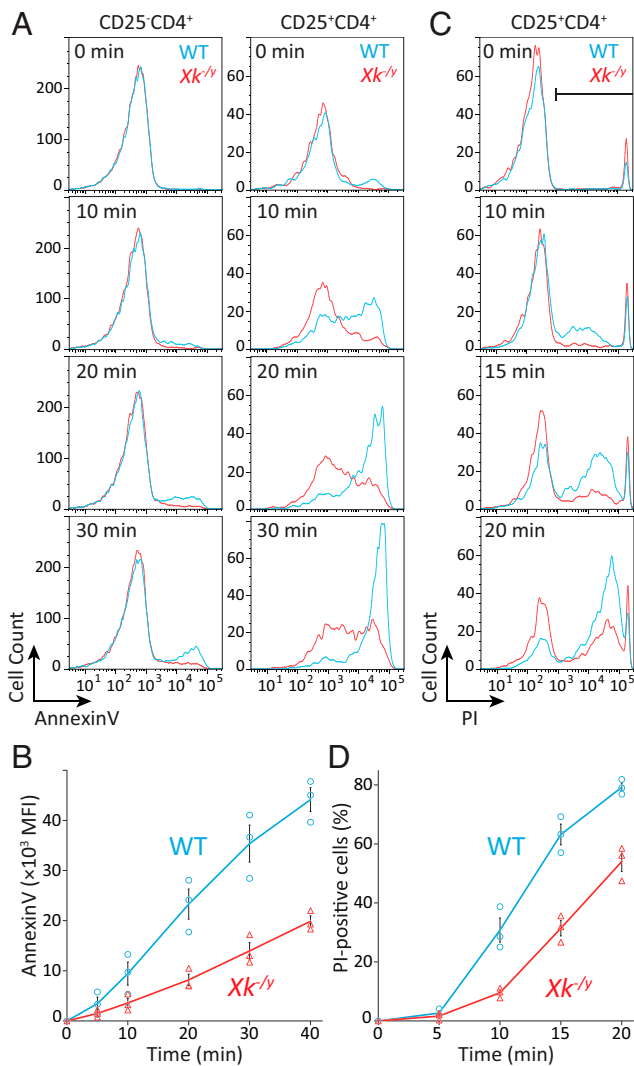 A
CD25⁻CD4⁺
CD25⁺CD4⁺
0 min
WT
Xk⁻/ʸ
200
100
0
0 min
WT
Xk⁻/ʸ
60
40
20
0
10 min
200
100
0
10 min
60
40
20
0
20 min
200
100
0
20 min
60
40
20
0
30 min
200
100
0
30 min
60
40
20
0
10¹ 10² 10³ 10⁴ 10⁵
10¹ 10² 10³ 10⁴ 10⁵
Cell Count
AnnexinV
C
CD25⁺CD4⁺
0 min
WT
Xk⁻/ʸ
60
40
20
0
10 min
60
40
20
0
15 min
60
40
20
0
20 min
60
40
20
0
10¹ 10² 10³ 10⁴ 10⁵
Cell Count
PI
B
AnnexinV (×10³ MFI)
40
30
20
10
0
WT
Xk⁻/ʸ
0 10 20 30 40
Time (min)
D
PI-positive cells (%)
80
60
40
20
0
WT
Xk⁻/ʸ
0 5 10 15 20
Time (min)